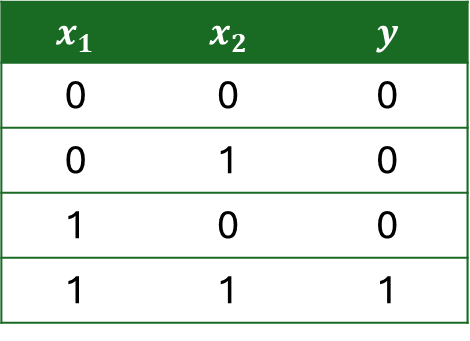 x₁ x₂ y
0 0 0
0 1 0
1 0 0
1 1 1